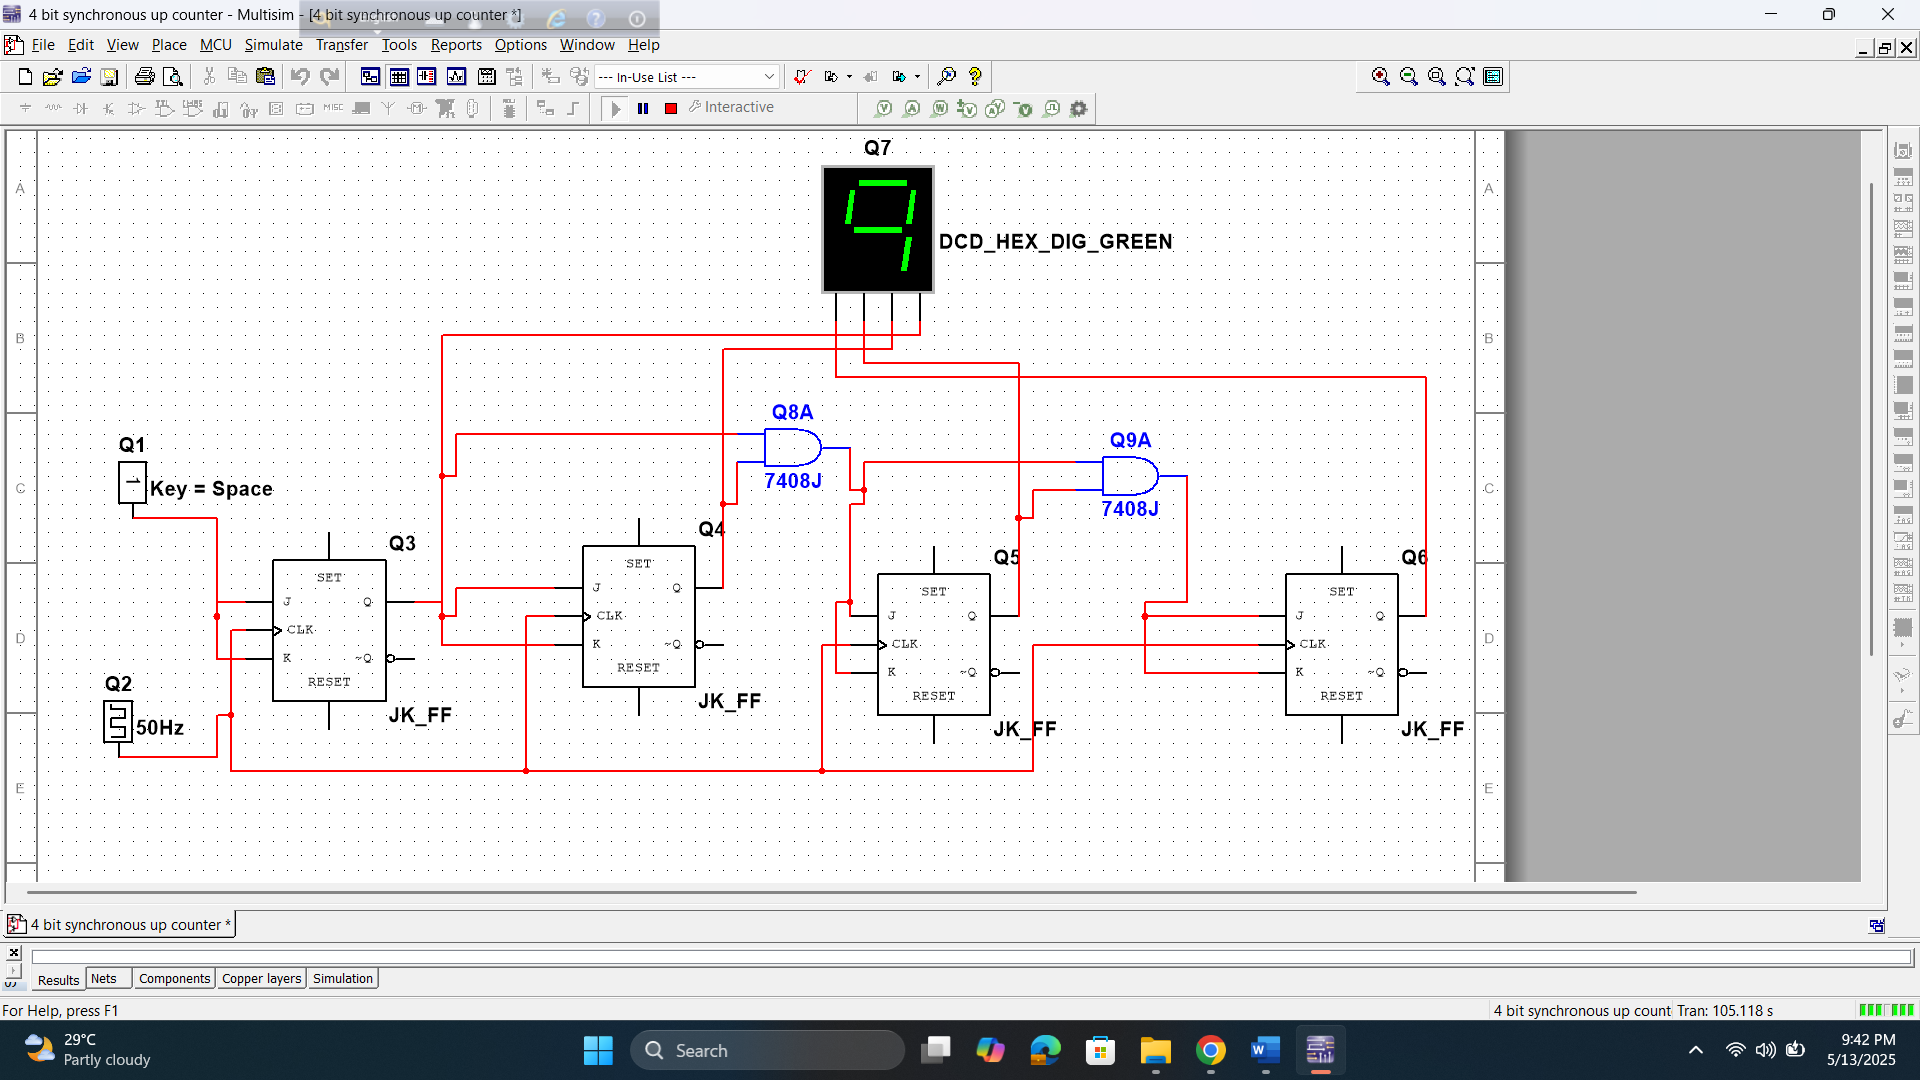 4 bit synchronous up counter - Multisim - [4 bit synchronous up counter *]
File Edit View Place MCU Simulate Transfer Tools Reports Options Window Help
--- In-Use List ---
MISC
Interactive
Q7
9
DCD_HEX_DIG_GREEN
A
A
B
B
C
C
D
D
E
E
Q8A
7408J
Q9A
7408J
Q1
1
Key = Space
Q3
SET
J Q
CLK
K ~Q
RESET
JK_FF
Q4
SET
J Q
CLK
K ~Q
RESET
JK_FF
Q5
SET
J Q
CLK
K ~Q
RESET
JK_FF
Q6
SET
J Q
CLK
K ~Q
RESET
JK_FF
Q2
50Hz
4 bit synchronous up counter *
Results Nets Components Copper layers Simulation
For Help, press F1
4 bit synchronous up count Tran: 105.118 s
29°C
Partly cloudy
Search
9:42 PM
5/13/2025